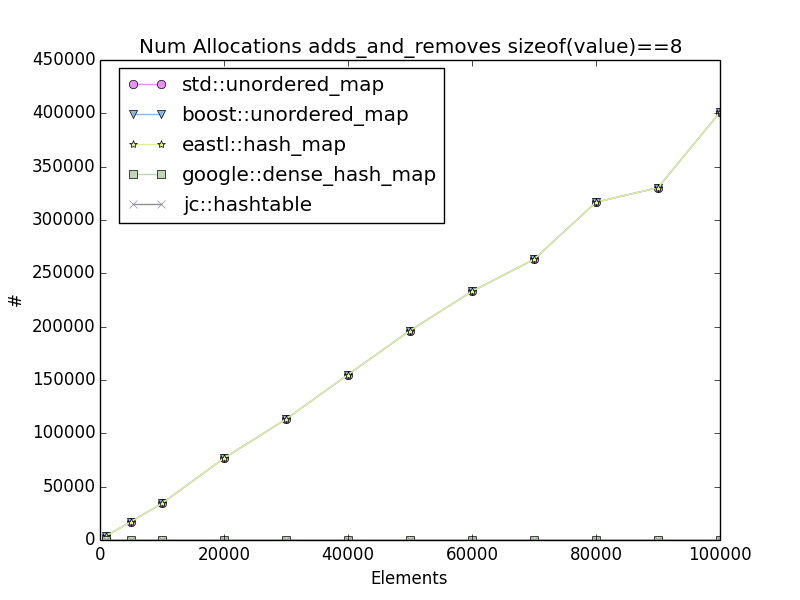 Num Allocations adds_and_removes sizeof(value)==8
450000
400000
350000
300000
250000
200000
150000
100000
50000
0
#
std::unordered_map
boost::unordered_map
eastl::hash_map
google::dense_hash_map
jc::hashtable
0 20000 40000 60000 80000 100000
Elements